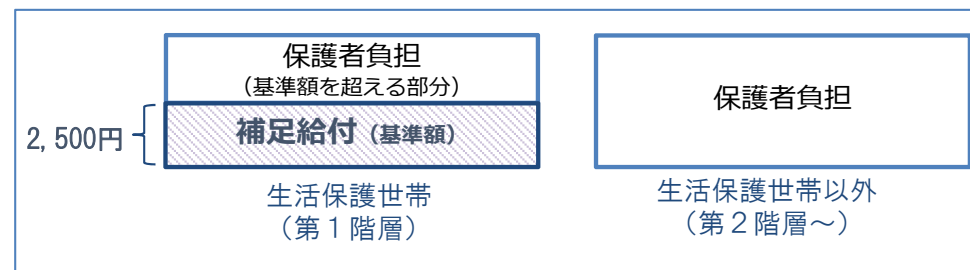 保護者負担
（基準額を超える部分）
2,500円
補足給付（基準額）
生活保護世帯
（第１階層）
保護者負担
生活保護世帯以外
（第２階層～）